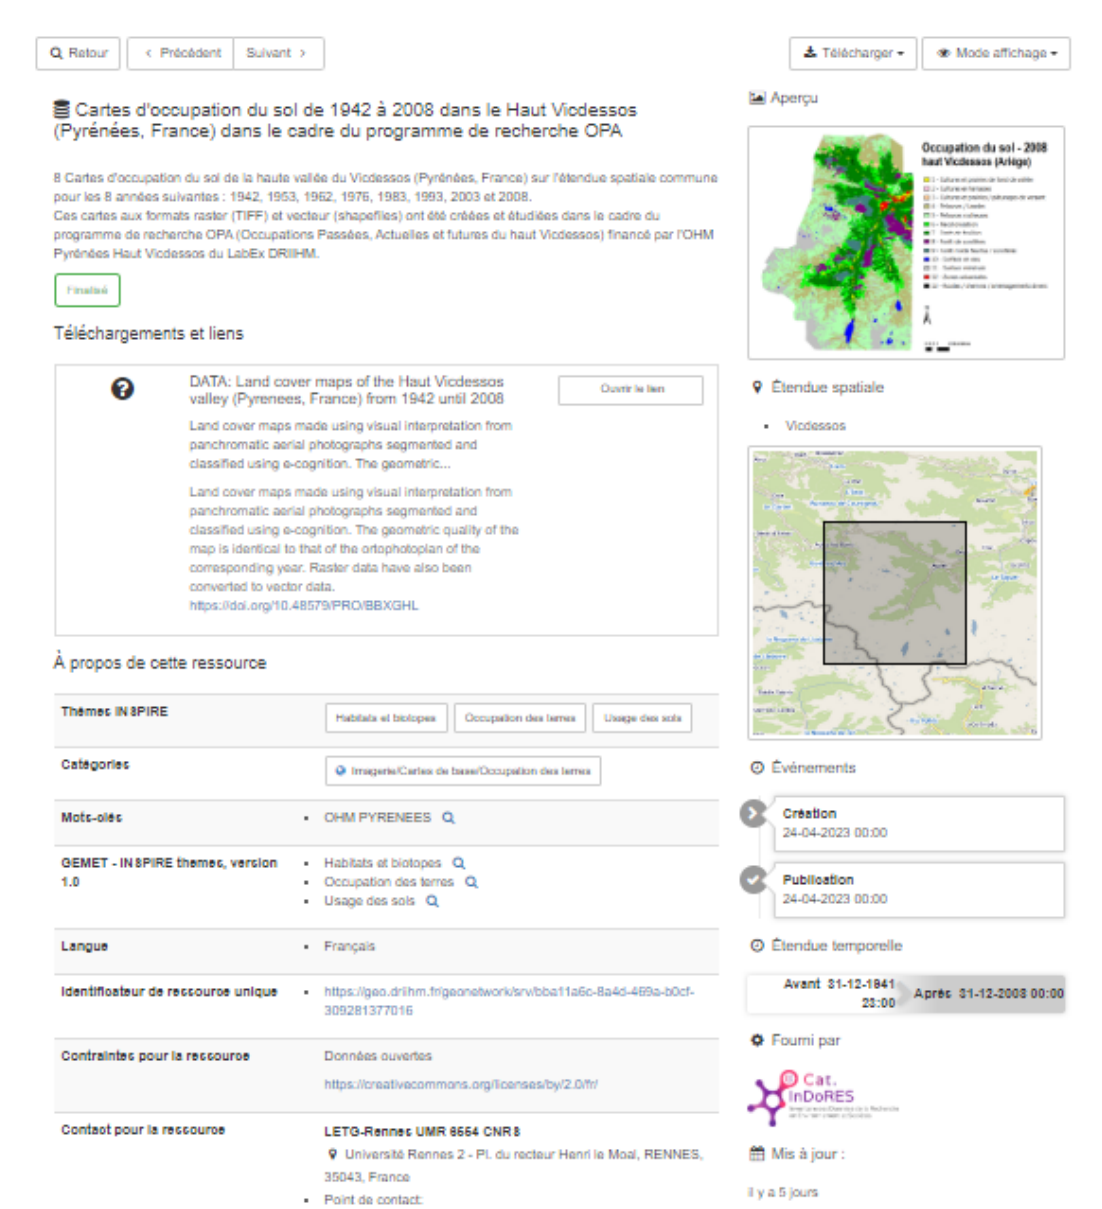 Retour
Précédent
Suivant
Télécharger
Mode affichage
Cartes d'occupation du sol de 1942 à 2008 dans le Haut Vicdessos
(Pyrénées, France) dans le cadre du programme de recherche OPA
8 Cartes d'occupation du sol de la haute vallée du Vicdessos (Pyrénées, France) sur l'étendue spatiale commune
pour les 8 années suivantes : 1942, 1953, 1962, 1976, 1983, 1993, 2003 et 2008.
Ces cartes aux formats raster (TIFF) et vecteur (shapefiles) ont été créées et étudiées dans le cadre du
programme de recherche OPA (Occupations Passées, Actuelles et futures du haut Vicdessos) financé par l'OHM
Pyrénées Haut Vicdessos du LabEx DRIIHM.
Finalisé
Téléchargements et liens
DATA: Land cover maps of the Haut Vicdessos
valley (Pyrenees, France) from 1942 until 2008
Ouvrir le lien
Land cover maps made using visual interpretation from
panchromatic aerial photographs segmented and
classified using e-cognition. The geometric...
Land cover maps made using visual interpretation from
panchromatic aerial photographs segmented and
classified using e-cognition. The geometric quality of the
map is identical to that of the ortophotoplan of the
corresponding year. Raster data have also been
converted to vector data.
https://doi.org/10.48579/PRO/BBXGHL
À propos de cette ressource
Thèmes INSPIRE
Habitats et biotopes
Occupation des terres
Usage des sols
Catégories
Imagerie/Cartes de base/Occupation des terres
Mots-clés
OHM PYRENEES
GEMET - INSPIRE themes, version
1.0
Habitats et biotopes
Occupation des terres
Usage des sols
Langue
Français
Identificateur de ressource unique
https://geo.driihm.fr/geonetwork/srv/bba11a6c-8a4d-469a-b0cf-
309281377016
Contraintes pour la ressource
Données ouvertes
https://creativecommons.org/licenses/by/2.0/fr/
Contact pour la ressource
LETG-Rennes UMR 6554 CNRS
Université Rennes 2 - Pl. du recteur Henri le Moal, RENNES,
35043, France
Point de contact:
Aperçu
Occupation du sol - 2008
haut Vicdessos (Ariège)
Étendue spatiale
Vicdessos
Événements
Création
24-04-2023 00:00
Publication
24-04-2023 00:00
Étendue temporelle
Avant 31-12-1941
23:00
Après 31-12-2008 00:00
Fourni par
Cat.
InDoRES
Mis à jour :
il y a 5 jours